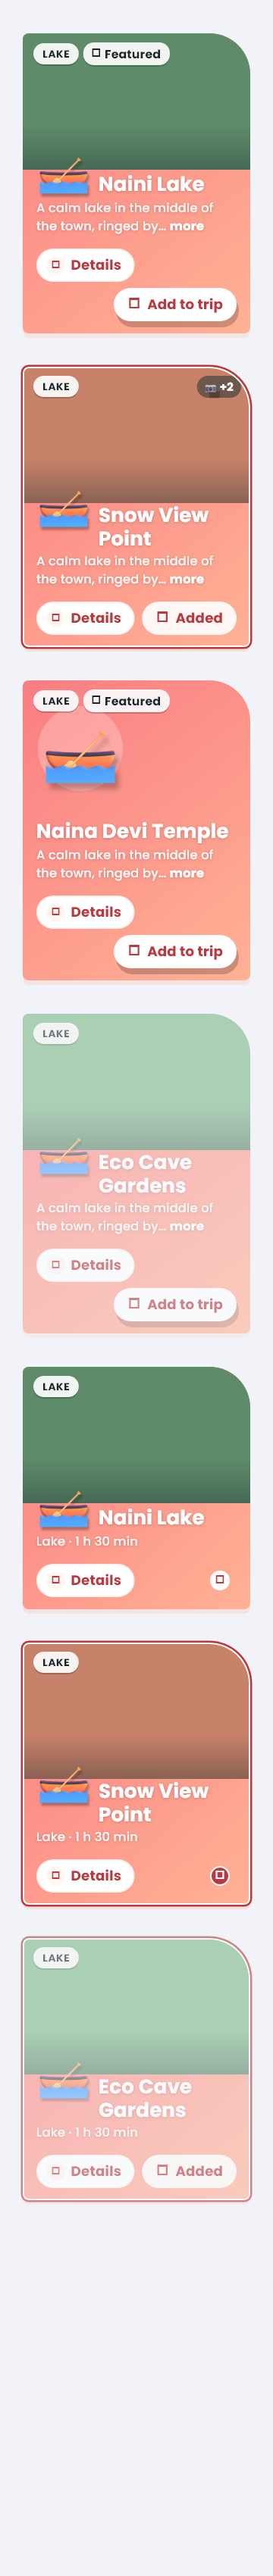 LAKE Featured
Naini Lake
A calm lake in the middle of
the town, ringed by... more
Details
Add to trip
LAKE +2
Snow View
Point
A calm lake in the middle of
the town, ringed by... more
Details Added
LAKE Featured
Naina Devi Temple
A calm lake in the middle of
the town, ringed by... more
Details
Add to trip
LAKE
Eco Cave
Gardens
A calm lake in the middle of
the town, ringed by... more
Details
Add to trip
LAKE
Naini Lake
Lake · 1 h 30 min
Details
LAKE
Snow View
Point
Lake · 1 h 30 min
Details
LAKE
Eco Cave
Gardens
Lake · 1 h 30 min
Details Added